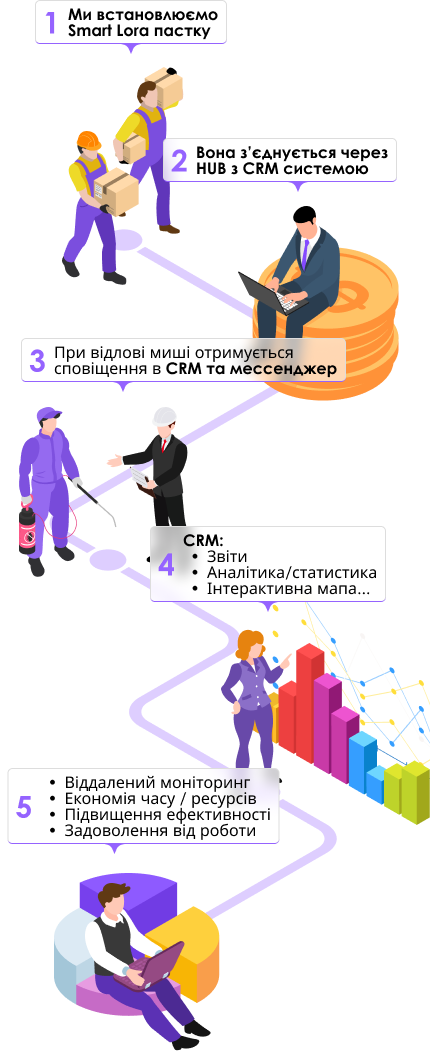 1
Ми встановлюємо
Smart Lora пастку
2
Вона з’єднується через
HUB з CRM системою
3
При відлові миші отримується
сповіщення в CRM та мессенджер
4
CRM:
• Звіти
• Аналітика/статистика
• Інтерактивна мапа...
5
• Віддалений моніторинг
• Економія часу / ресурсів
• Підвищення ефективності
• Задоволення від роботи